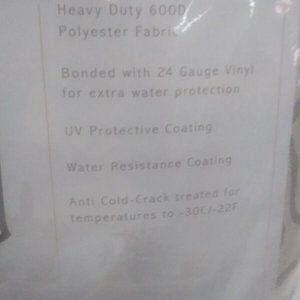 Heavy Duty 600D
Polyester Fabric
Bonded with 24 Gauge Vinyl
for extra water protection
UV Protective Coating
Water Resistance Coating
Anti Cold-Crack treated for
temperatures to -30C/-22F